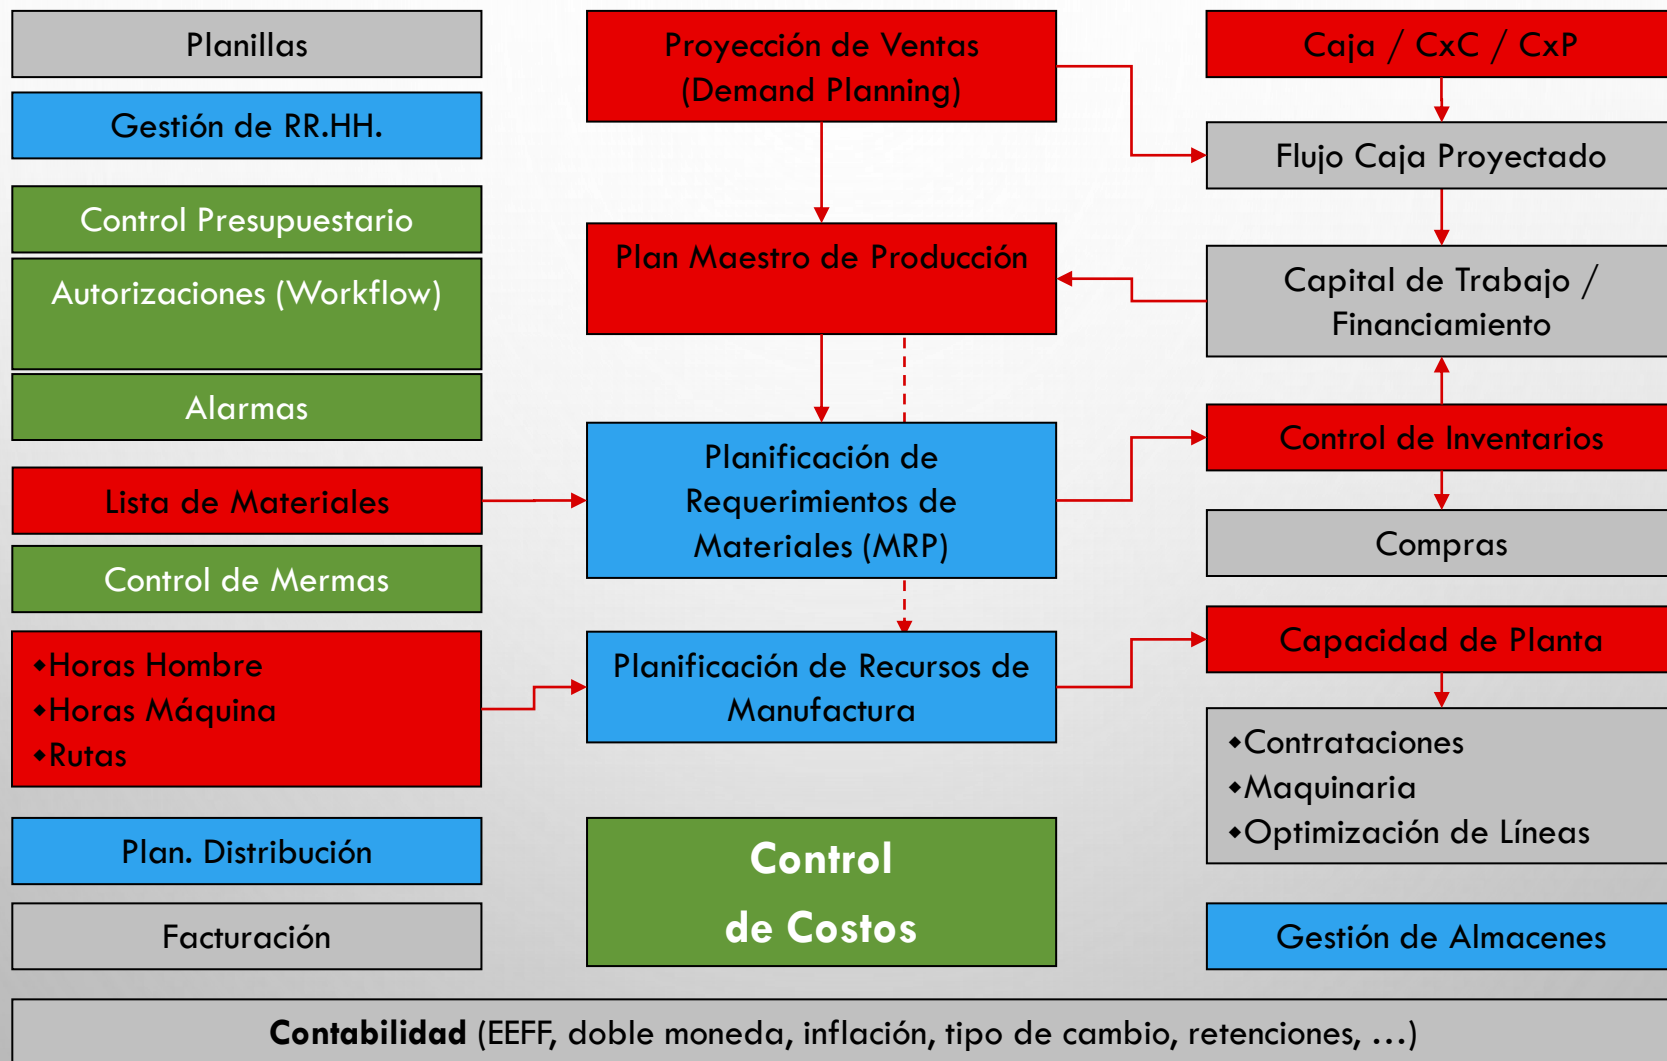 Planillas
Gestión de RR.HH.
Control Presupuestario
Autorizaciones (Workflow)
Alarmas
Lista de Materiales
Control de Mermas
◆Horas Hombre
◆Horas Máquina
◆Rutas
Plan. Distribución
Facturación
Proyección de Ventas
(Demand Planning)
Plan Maestro de Producción
Planificación de
Requerimientos de
Materiales (MRP)
Planificación de Recursos de
Manufactura
Control
de Costos
Caja / CxC / CxP
Flujo Caja Proyectado
Capital de Trabajo /
Financiamiento
Control de Inventarios
Compras
Capacidad de Planta
◆Contrataciones
◆Maquinaria
◆Optimización de Líneas
Gestión de Almacenes
Contabilidad (EEFF, doble moneda, inflación, tipo de cambio, retenciones, ...)